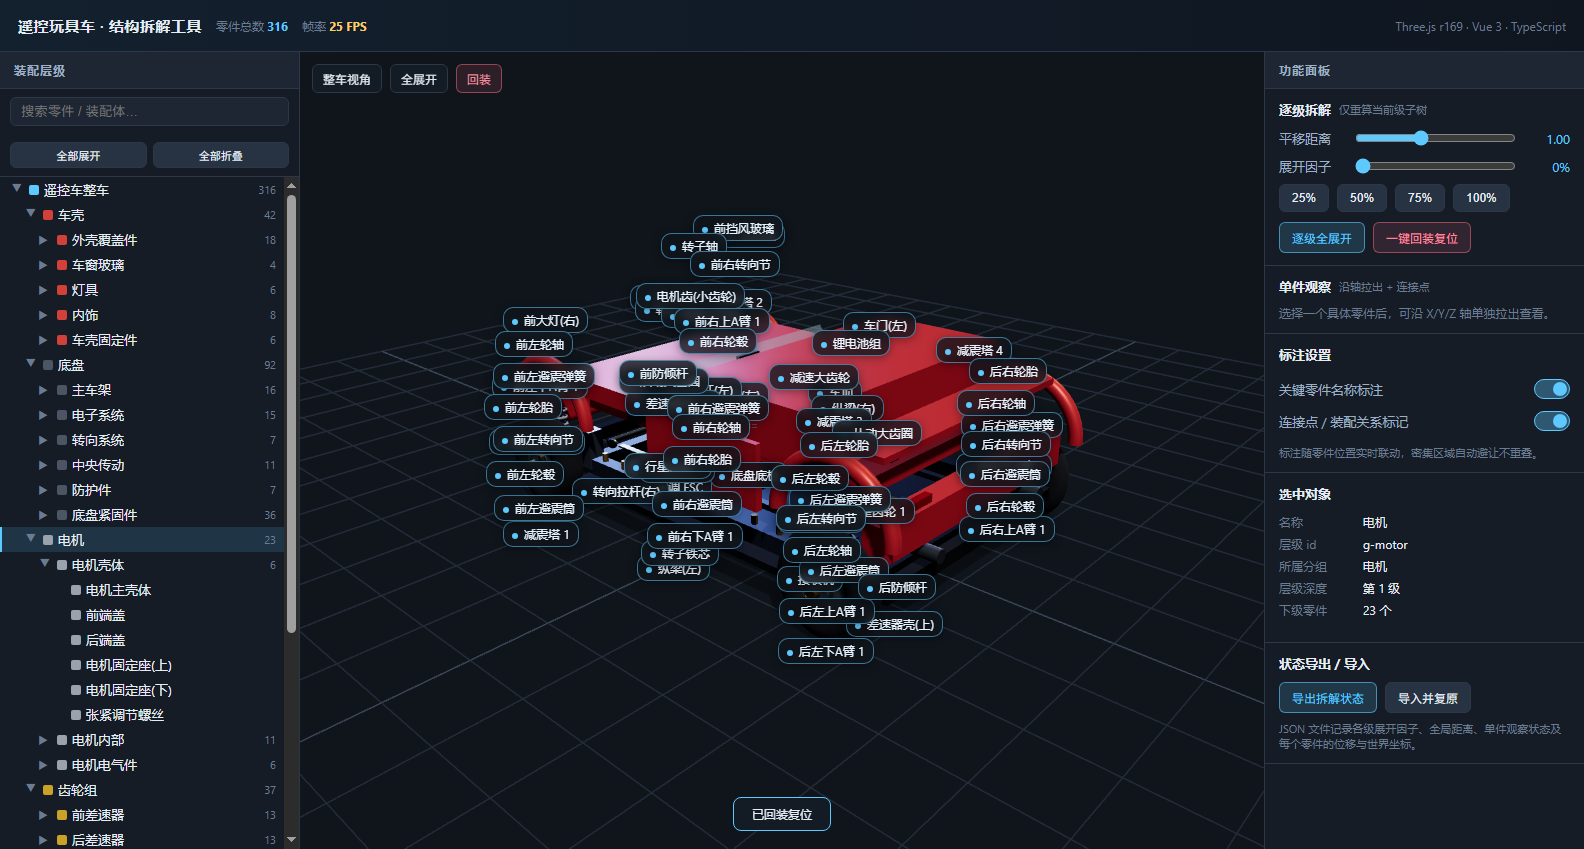 遥控玩具车 · 结构拆解工具 零件总数 316 帧率 25 FPS
Three.js r169 · Vue 3 · TypeScript
装配层级
搜索零件 / 装配体…
全部展开 全部折叠
遥控车整车 316
车壳 42
外壳覆盖件 18
车窗玻璃 4
灯具 6
内饰 8
车壳固定件 6
底盘 45
主车架 16
电子系统 15
转向系统 7
中央传动 11
防护件 7
底盘紧固件 36
电机 23
电机壳体 6
电机主壳体
前端盖
后端盖
电机固定座(上)
电机固定座(下)
张紧调节螺丝
电机内部 11
电机电气件 6
齿轮组 37
前差速器 13
后差速器 13
整车视角 全展开 回装
前挡风玻璃
转子轴
前右转向节
电机齿(小齿轮)
塔 2
前大灯(右)
前右上A臂 1
车门(左)
前左轮轴
前右轮毂
锂电池组
减震塔 4
前左避震弹簧
前防倾杆
减速大齿轮
后右轮胎
前左轮胎
差速
前右避震弹簧
后右轮轴
前右轮轴
后右避震弹簧
大齿圈
前左转向节
后左轮胎
后右转向节
前左轮毂
行星
前右轮胎
底盘底
后左轮毂
后右避震筒
转向拉杆(右)
ESC
后左避震弹簧
前左避震筒
前右避震筒
齿轮 1
后右轮毂
后左转向节
减震塔 1
前右下A臂 1
后右上A臂 1
转子铁芯
后左轮轴
纵梁(左)
后左避震筒
后防倾杆
后左上A臂 1
差速器壳(上)
后左下A臂 1
已回装复位
功能面板
逐级拆解 仅重算当前级子树
平移距离 1.00
展开因子 0%
25% 50% 75% 100%
逐级全展开 一键回装复位
单件观察 沿轴拉出 + 连接点
选择一个具体零件后，可沿 X/Y/Z 轴单独拉出查看。
标注设置
关键零件名称标注
连接点 / 装配关系标记
标注随零件位置实时联动，密集区域自动避让不重叠。
选中对象
名称 电机
层级 id g-motor
所属分组 电机
层级深度 第 1 级
下级零件 23 个
状态导出 / 导入
导出拆解状态 导入并复原
JSON 文件记录各级展开因子、全局距离、单件观察状态及
每个零件的位移与世界坐标。